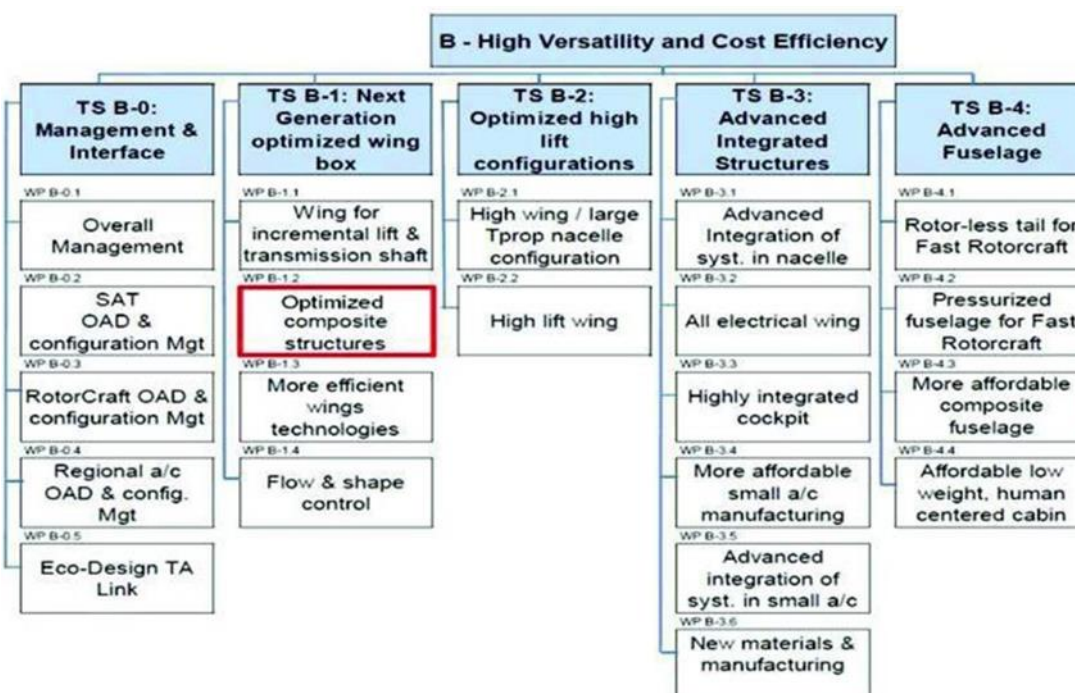 B - High Versatility and Cost Efficiency
TS B-0:
Management &
Interface
WP B-0.1
Overall
Management
WP B-0.2
SAT
OAD &
configuration Mgt
WP B-0.3
RotorCraft OAD &
configuration Mgt
WP B-0.4
Regional a/c
OAD & config.
Mgt
WP B-0.5
Eco-Design TA
Link
TS B-1: Next
Generation
optimized wing
box
WP B-1.1
Wing for
incremental lift &
transmission shaft
WP B-1.2
Optimized
composite
structures
WP B-1.3
More efficient
wings
technologies
WP B-1.4
Flow & shape
control
TS B-2:
Optimized high
lift
configurations
WP B-2.1
High wing / large
Tprop nacelle
configuration
WP B-2.2
High lift wing
TS B-3:
Advanced
Integrated
Structures
WP B-3.1
Advanced
Integration of
syst. in nacelle
WP B-3.2
All electrical wing
WP B-3.3
Highly integrated
cockpit
WP B-3.4
More affordable
small a/c
manufacturing
WP B-3.5
Advanced
integration of
syst. in small a/c
WP B-3.6
New materials &
manufacturing
TS B-4:
Advanced
Fuselage
WP B-4.1
Rotor-less tail for
Fast Rotorcraft
WP B-4.2
Pressurized
fuselage for Fast
Rotorcraft
WP B-4.3
More affordable
composite
fuselage
WP B-4.4
Affordable low
weight, human
centered cabin